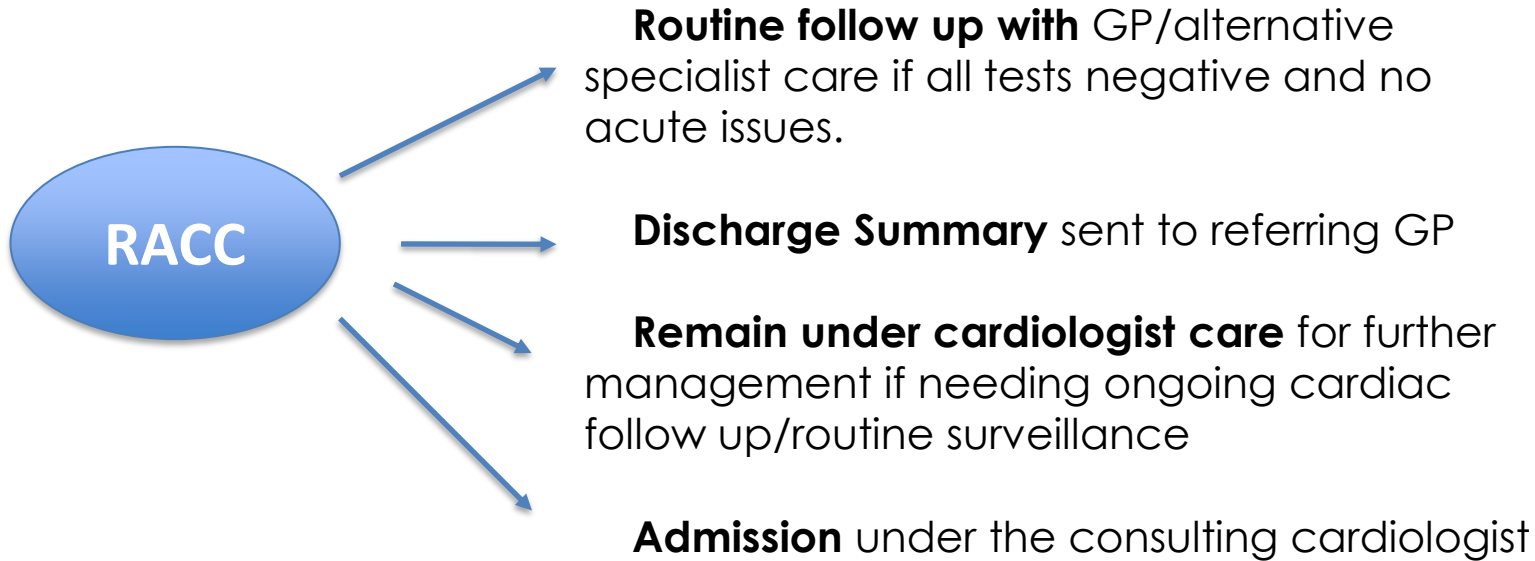 Routine follow up with GP/alternative
specialist care if all tests negative and no
acute issues.
RACC
Discharge Summary sent to referring GP
Remain under cardiologist care for further
management if needing ongoing cardiac
follow up/routine surveillance
Admission under the consulting cardiologist